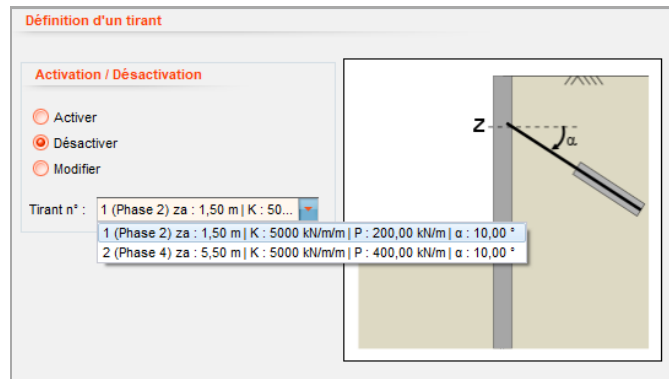 Définition d'un tirant
Activation / Désactivation
Activer
Désactiver
Modifier
Tirant n° : 1 (Phase 2) za : 1,50 m | K : 50...
1 (Phase 2) za : 1,50 m | K : 5000 kN/m/m | P : 200,00 kN/m | α : 10,00 °
2 (Phase 4) za : 5,50 m | K : 5000 kN/m/m | P : 400,00 kN/m | α : 10,00 °
Z
α